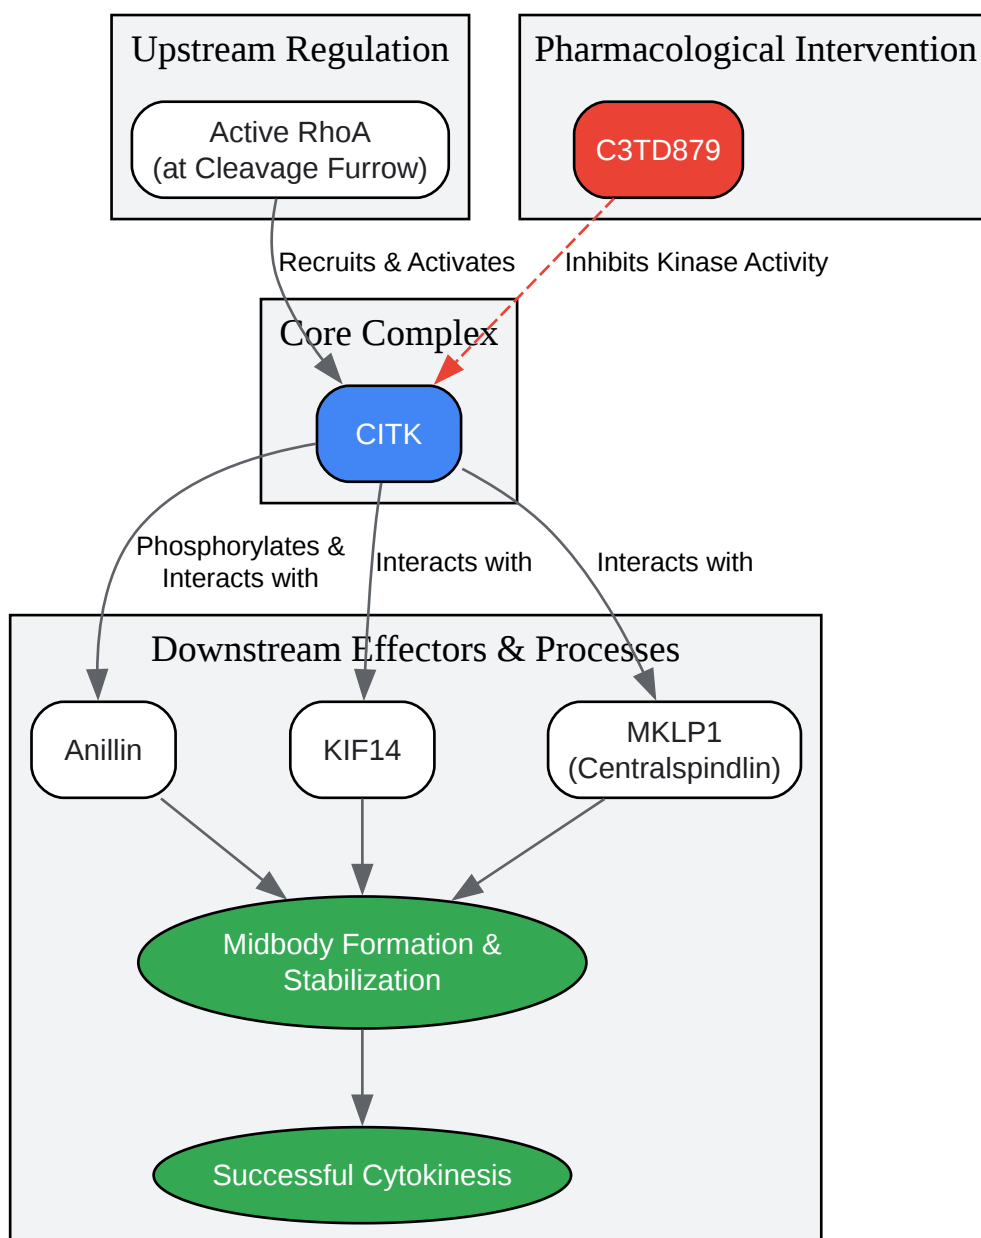 Upstream Regulation
Pharmacological Intervention
Active RhoA
(at Cleavage Furrow)
C3TD879
Recruits & Activates
Inhibits Kinase Activity
Core Complex
CITK
Phosphorylates &
Interacts with
Interacts with
Interacts with
Downstream Effectors & Processes
Anillin
KIF14
MKLP1
(Centralspindlin)
Midbody Formation &
Stabilization
Successful Cytokinesis